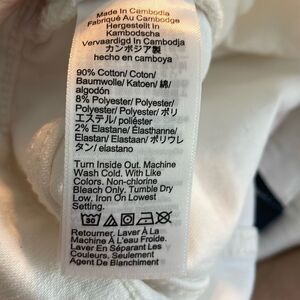 Made In Cambodia
Fabriqué Au Cambodge
Hergestellt In
Kambodscha
Vervaardigd In Cambodja
カンボジア製
hecho en camboya
90% Cotton/ Coton/
Baumwolle/ Katoen/ 綿/
algodón
8% Polyester/ Polyester/
Polyester/ Polyester/ ポリ
エステル/ poliéster
2% Elastane/ Élasthanne/
Elastan/ Elastaan/ ポリウレ
タン/ elastano
Turn Inside Out. Machine
Wash Cold. With Like
Colors. Non-chlorine
Bleach Only. Tumble Dry
Low. Iron On Lowest
Setting.
30
Retourner. Laver À La
Machine À L'eau Froide.
Laver En Séparant Les
Couleurs. Seulement
Agent De Blanchiment